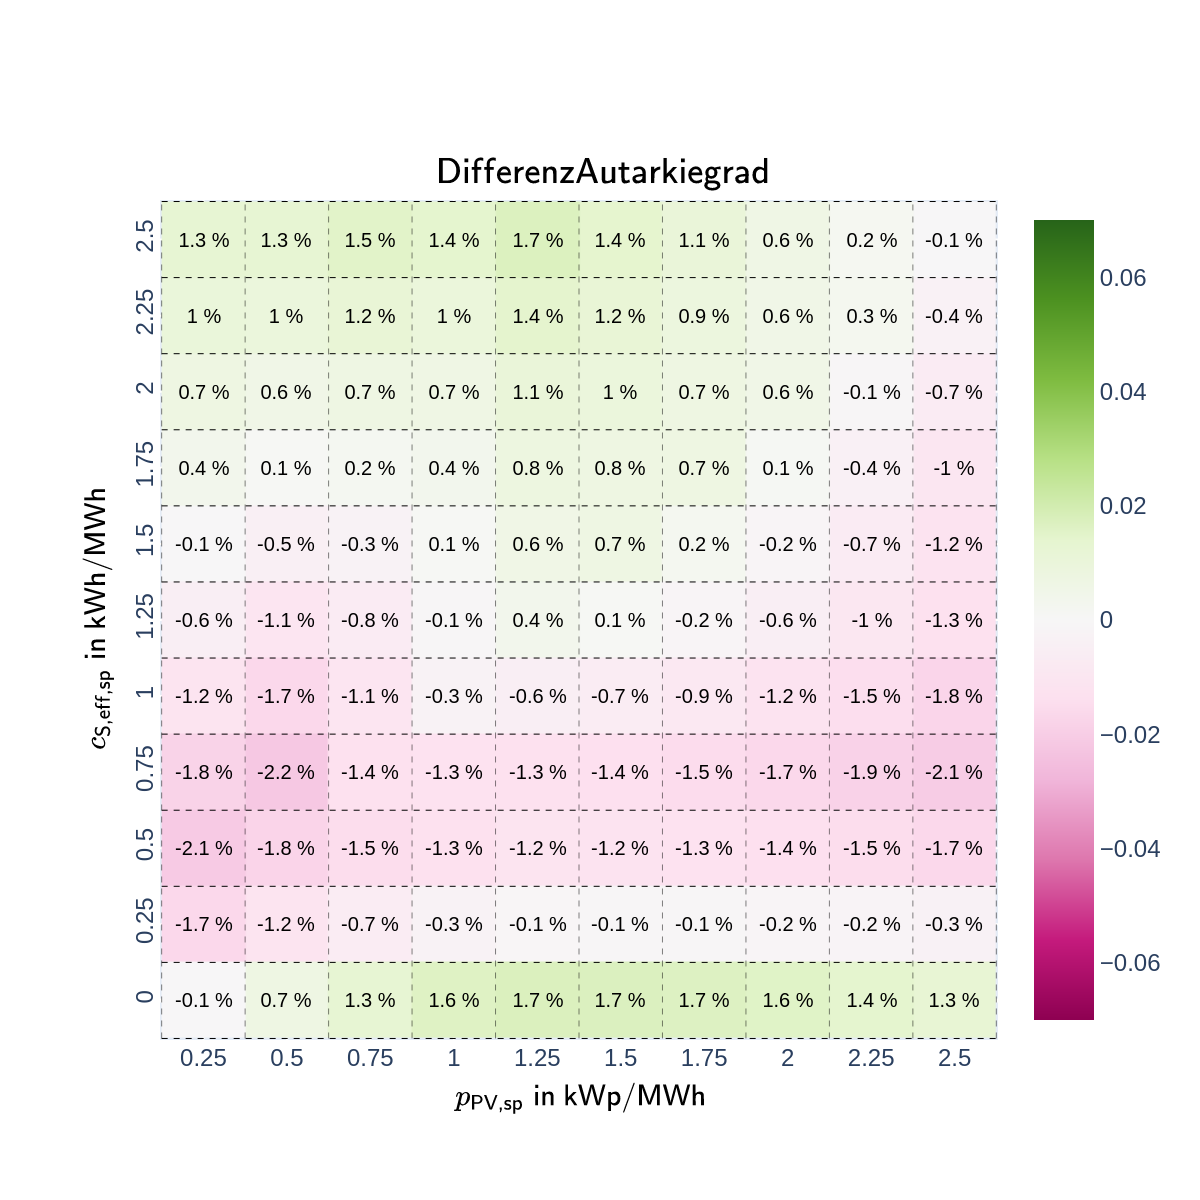 DifferenzAutarkiegrad
2.5 1.3 % 1.3 % 1.5 % 1.4 % 1.7 % 1.4 % 1.1 % 0.6 % 0.2 % -0.1 %
2.25 1 % 1 % 1.2 % 1 % 1.4 % 1.2 % 0.9 % 0.6 % 0.3 % -0.4 %
2 0.7 % 0.6 % 0.7 % 0.7 % 1.1 % 1 % 0.7 % 0.6 % -0.1 % -0.7 %
1.75 0.4 % 0.1 % 0.2 % 0.4 % 0.8 % 0.8 % 0.7 % 0.1 % -0.4 % -1 %
1.5 -0.1 % -0.5 % -0.3 % 0.1 % 0.6 % 0.7 % 0.2 % -0.2 % -0.7 % -1.2 %
1.25 -0.6 % -1.1 % -0.8 % -0.1 % 0.4 % 0.1 % -0.2 % -0.6 % -1 % -1.3 %
1 -1.2 % -1.7 % -1.1 % -0.3 % -0.6 % -0.7 % -0.9 % -1.2 % -1.5 % -1.8 %
0.75 -1.8 % -2.2 % -1.4 % -1.3 % -1.3 % -1.4 % -1.5 % -1.7 % -1.9 % -2.1 %
0.5 -2.1 % -1.8 % -1.5 % -1.3 % -1.2 % -1.2 % -1.3 % -1.4 % -1.5 % -1.7 %
0.25 -1.7 % -1.2 % -0.7 % -0.3 % -0.1 % -0.1 % -0.1 % -0.2 % -0.2 % -0.3 %
0 -0.1 % 0.7 % 1.3 % 1.6 % 1.7 % 1.7 % 1.7 % 1.6 % 1.4 % 1.3 %
0.25 0.5 0.75 1 1.25 1.5 1.75 2 2.25 2.5
p_PV,sp in kWp/MWh
c_S,eff,sp in kWh/MWh
0.06
0.04
0.02
0
−0.02
−0.04
−0.06